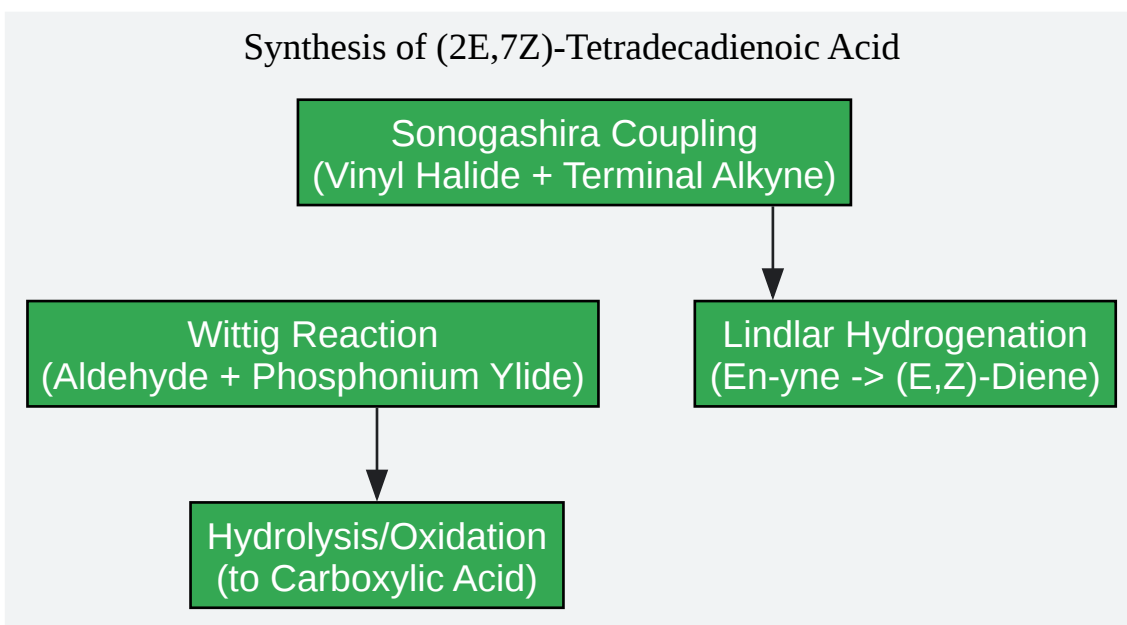 Synthesis of (2E,7Z)-Tetradecadienoic Acid
Sonogashira Coupling
(Vinyl Halide + Terminal Alkyne)
Wittig Reaction
(Aldehyde + Phosphonium Ylide)
Lindlar Hydrogenation
(En-yne -> (E,Z)-Diene)
Hydrolysis/Oxidation
(to Carboxylic Acid)